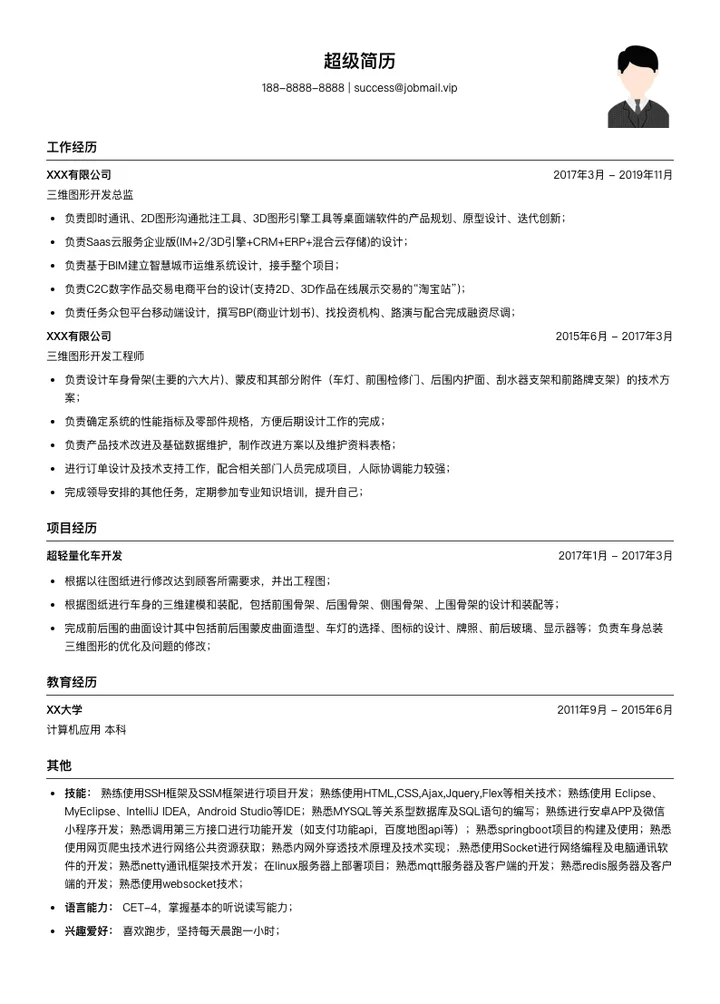 超级简历
188-8888-8888 | success@jobmail.vip
工作经历
XXX有限公司 2017年3月 – 2019年11月
三维图形开发总监
• 负责即时通讯、2D图形沟通批注工具、3D图形引擎工具等桌面端软件的产品规划、原型设计、迭代创新；
• 负责Saas云服务企业版(IM+2/3D引擎+CRM+ERP+混合云存储)的设计；
• 负责基于BIM建立智慧城市运维系统设计，接手整个项目；
• 负责C2C数字作品交易电商平台的设计(支持2D、3D作品在线展示交易的“淘宝站”)；
• 负责任务众包平台移动端设计，撰写BP(商业计划书)、找投资机构、路演与配合完成融资尽调；
XXX有限公司 2015年6月 – 2017年3月
三维图形开发工程师
• 负责设计车身骨架(主要的六大片)、蒙皮和其部分附件（车灯、前围检修门、后围内护面、刮水器支架和前路牌支架）的技术方
案；
• 负责确定系统的性能指标及零部件规格，方便后期设计工作的完成；
• 负责产品技术改进及基础数据维护，制作改进方案以及维护资料表格；
• 进行订单设计及技术支持工作，配合相关部门人员完成项目，人际协调能力较强；
• 完成领导安排的其他任务，定期参加专业知识培训，提升自己；
项目经历
超轻量化车开发 2017年1月 – 2017年3月
• 根据以往图纸进行修改达到顾客所需要求，并出工程图；
• 根据图纸进行车身的三维建模和装配，包括前围骨架、后围骨架、侧围骨架、上围骨架的设计和装配等；
• 完成前后围的曲面设计其中包括前后围蒙皮曲面造型、车灯的选择、图标的设计、牌照、前后玻璃、显示器等；负责车身总装
三维图形的优化及问题的修改；
教育经历
XX大学 2011年9月 – 2015年6月
计算机应用 本科
其他
• 技能： 熟练使用SSH框架及SSM框架进行项目开发；熟练使用HTML,CSS,Ajax,Jquery,Flex等相关技术；熟练使用 Eclipse、
MyEclipse、IntelliJ IDEA，Android Studio等IDE；熟悉MYSQL等关系型数据库及SQL语句的编写；熟练进行安卓APP及微信
小程序开发；熟悉调用第三方接口进行功能开发（如支付功能api，百度地图api等）；熟悉springboot项目的构建及使用；熟悉
使用网页爬虫技术进行网络公共资源获取；熟悉内网外穿透技术原理及技术实现；.熟悉使用Socket进行网络编程及电脑通讯软
件的开发；熟悉netty通讯框架技术开发；在linux服务器上部署项目；熟悉mqtt服务器及客户端的开发；熟悉redis服务器及客户
端的开发；熟悉使用websocket技术；
• 语言能力： CET-4，掌握基本的听说读写能力；
• 兴趣爱好： 喜欢跑步，坚持每天晨跑一小时；